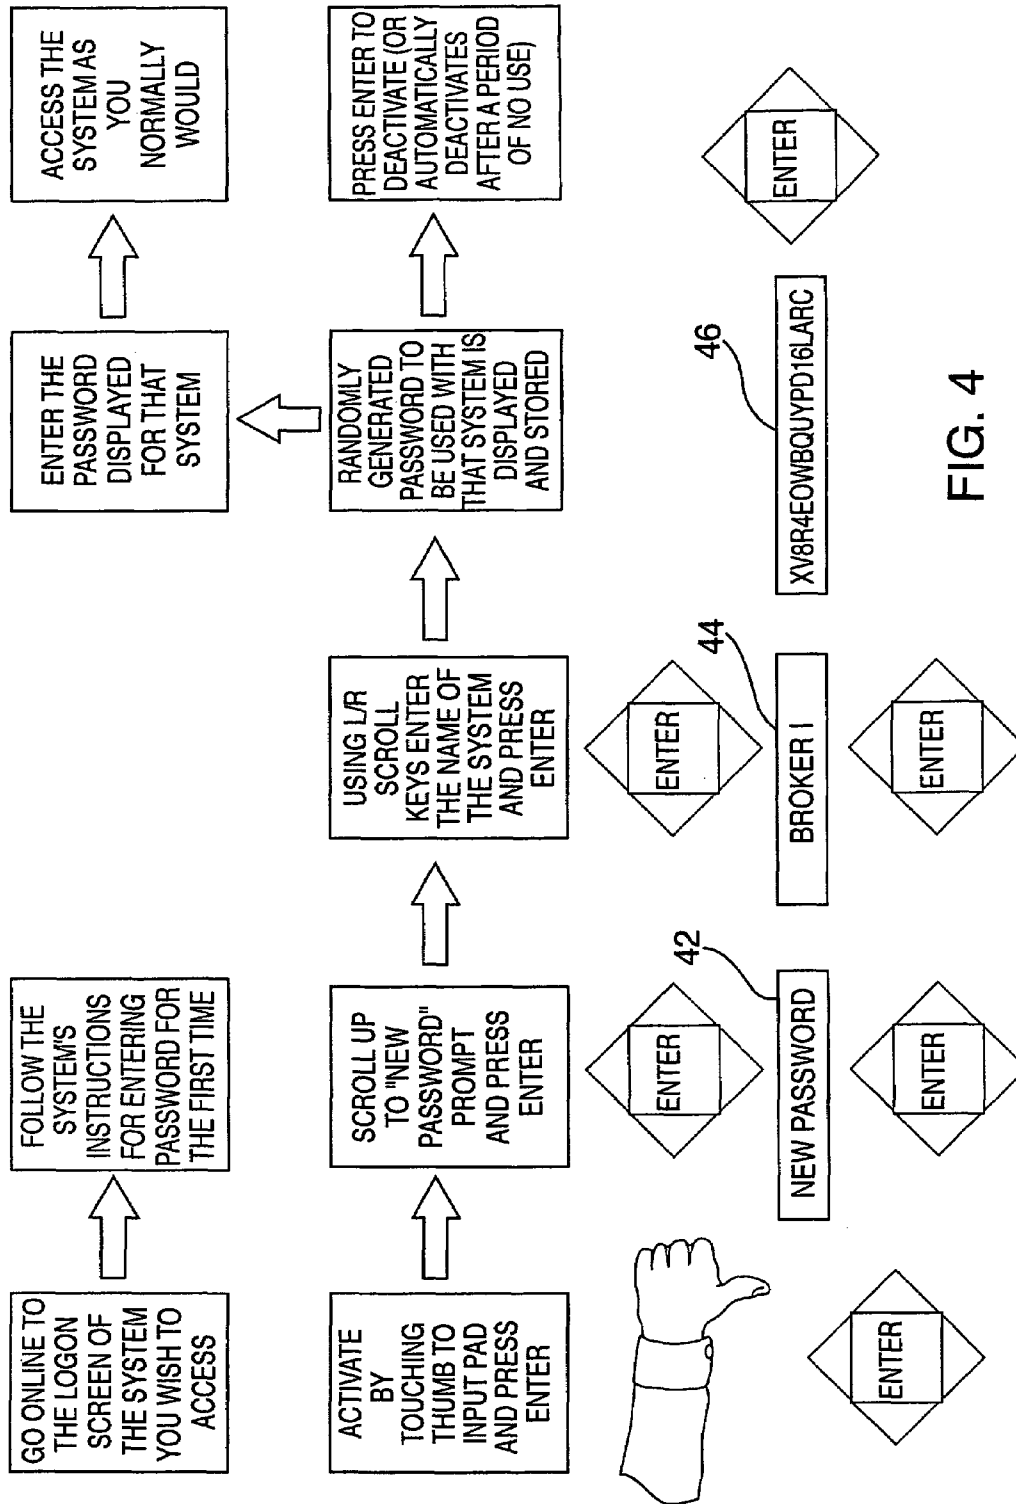 GO ONLINE TO
THE LOGON
SCREEN OF
THE SYSTEM
YOU WISH TO
ACCESS
FOLLOW THE
SYSTEM'S
INSTRUCTIONS
FOR ENTERING
PASSWORD FOR
THE FIRST TIME
ENTER THE
PASSWORD
DISPLAYED
FOR THAT
SYSTEM
ACCESS THE
SYSTEM AS
YOU
NORMALLY
WOULD
ACTIVATE
BY
TOUCHING
THUMB TO
INPUT PAD
AND PRESS
ENTER
SCROLL UP
TO "NEW
PASSWORD"
PROMPT
AND PRESS
ENTER
USING L/R
SCROLL
KEYS ENTER
THE NAME OF
THE SYSTEM
AND PRESS
ENTER
RANDOMLY
GENERATED
PASSWORD TO
BE USED WITH
THAT SYSTEM IS
DISPLAYED
AND STORED
PRESS ENTER TO
DEACTIVATE (OR
AUTOMATICALLY
DEACTIVATES
AFTER A PERIOD
OF NO USE)
ENTER
ENTER
42
44
46
NEW PASSWORD
BROKER I
XV8R4EOWBQUYPD16LARC
ENTER
ENTER
ENTER
ENTER
FIG. 4